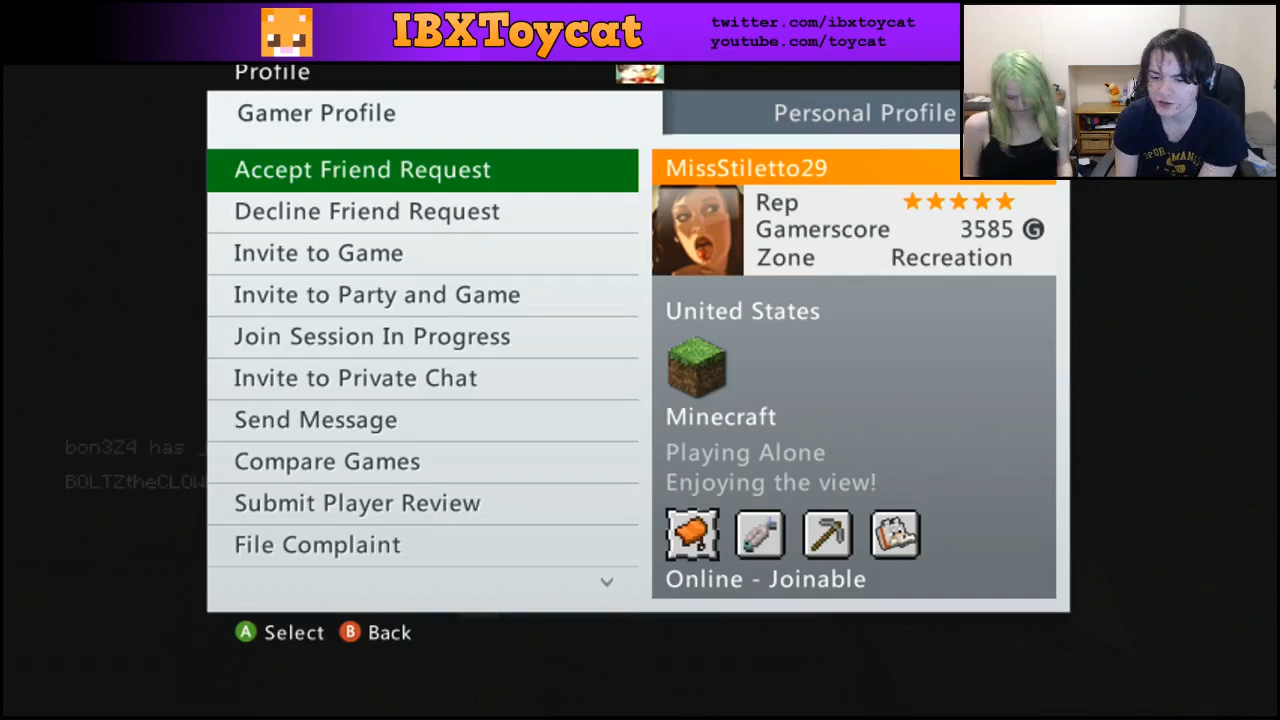 IBXToycat
twitter.com/ibxtoycat
youtube.com/toycat
Profile
Gamer Profile
Personal Profile
Accept Friend Request
Decline Friend Request
Invite to Game
Invite to Party and Game
Join Session In Progress
Invite to Private Chat
Send Message
Compare Games
Submit Player Review
File Complaint
MissStiletto29
Rep
Gamerscore 3585 G
Zone Recreation
United States
Minecraft
Playing Alone
Enjoying the view!
Online - Joinable
bon3Z4 has
BOLTZtheCLOW
A Select B Back